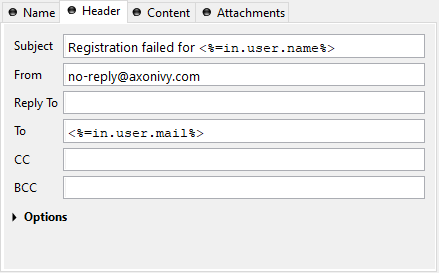 Name Header Content Attachments
Subject Registration failed for <%=in.user.name%>
From no-reply@axonivy.com
Reply To
To <%=in.user.mail%>
CC
BCC
Options